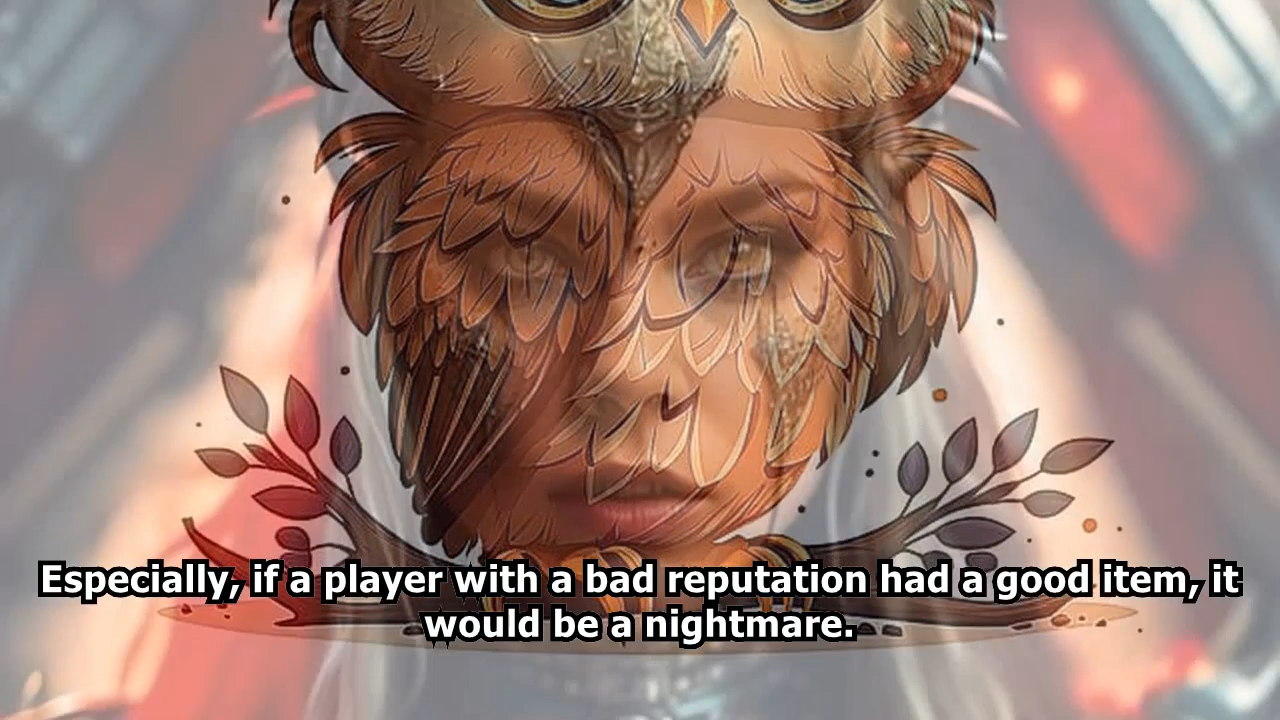 Especially, if a player with a bad reputation had a good item, it
would be a nightmare.